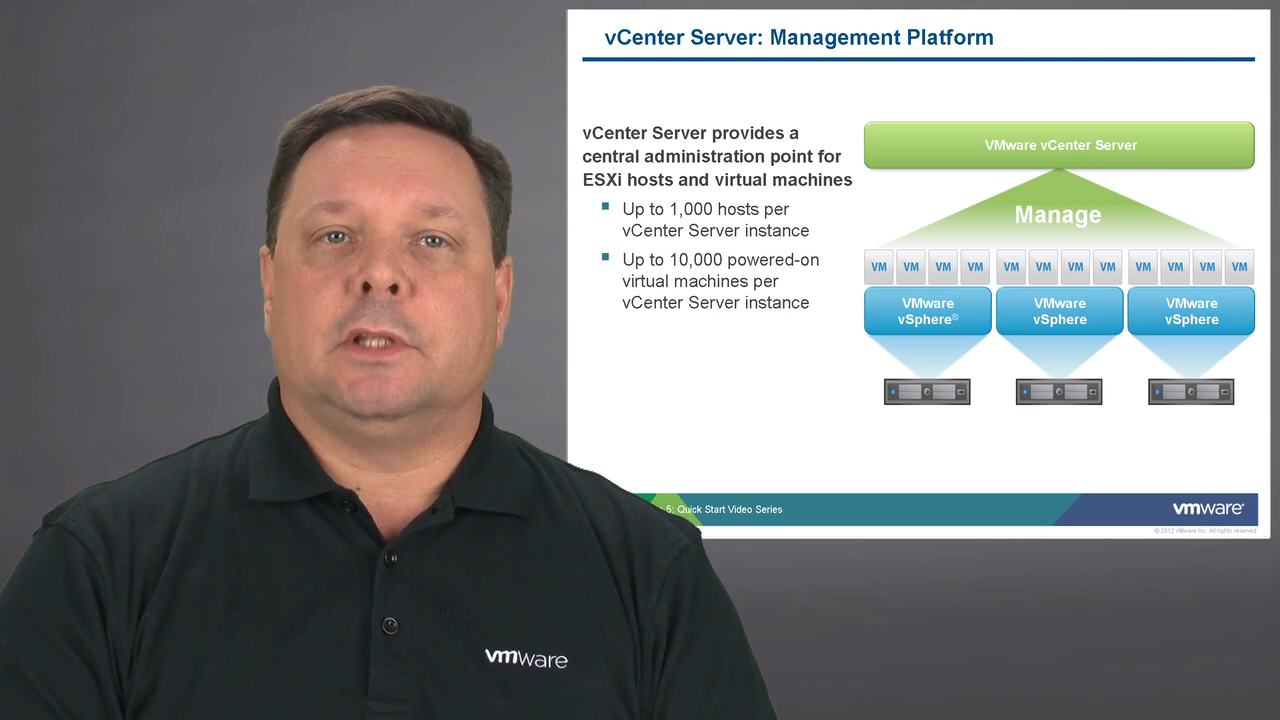 vCenter Server: Management Platform
vCenter Server provides a
central administration point for
ESXi hosts and virtual machines
Up to 1,000 hosts per
vCenter Server instance
Up to 10,000 powered-on
virtual machines per
vCenter Server instance
VMware vCenter Server
Manage
VM VM VM VM VM VM VM VM VM VM VM VM
VMware
vSphere®
VMware
vSphere
VMware
vSphere
5: Quick Start Video Series
vmware®
© 2012 VMware Inc. All rights reserved
vmware